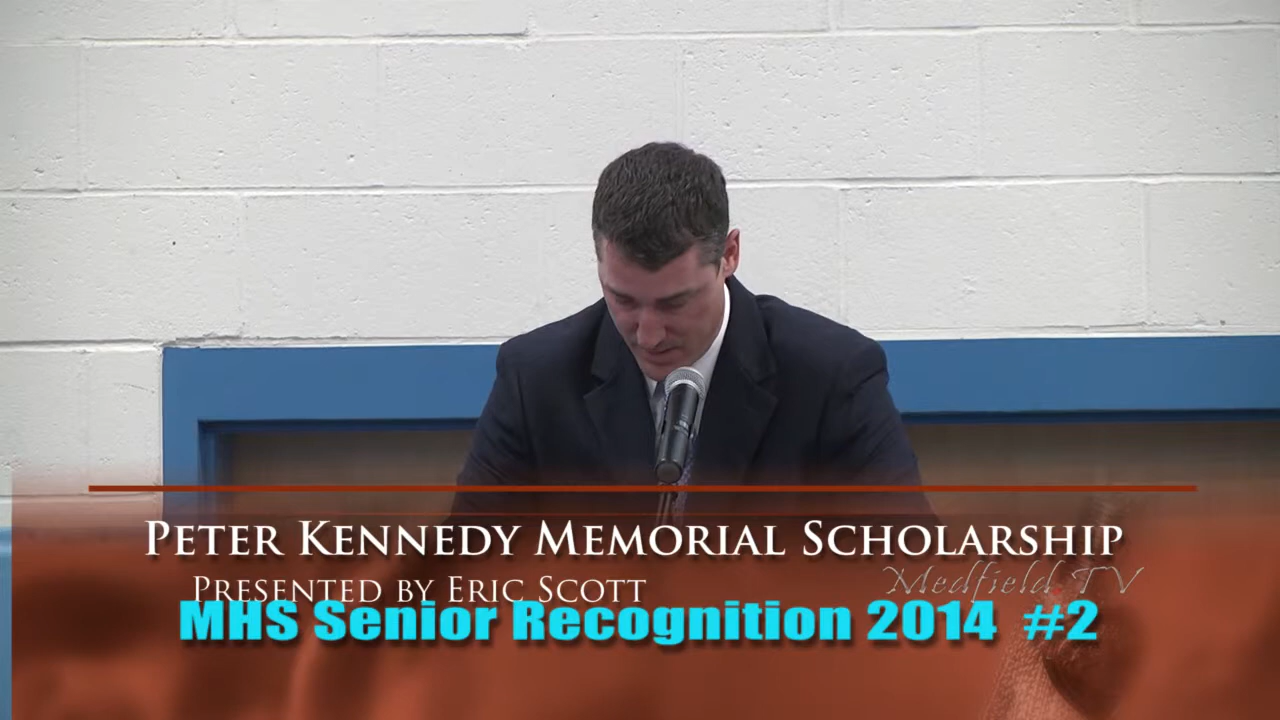 Peter Kennedy Memorial Scholarship
Presented by Eric Scott
Medfield TV
MHS Senior Recognition 2014 #2